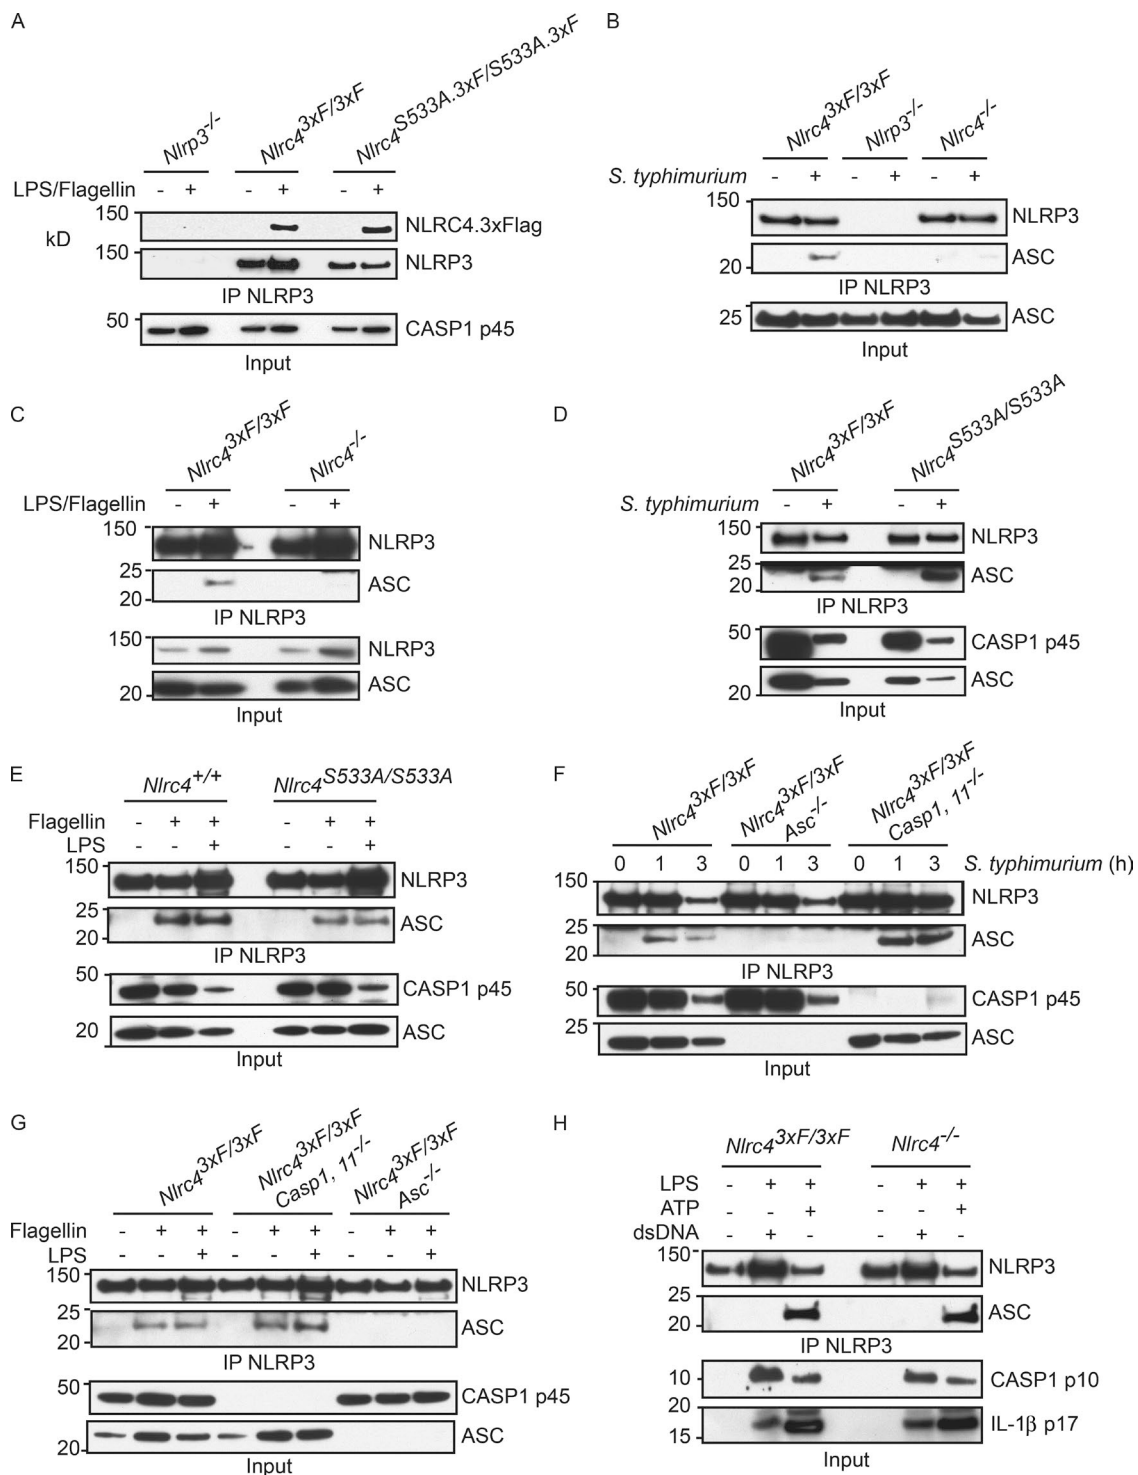 A
Nlrp3-/-
Nlrc43xF/3xF
Nlrc4S533A.3xF/S533A.3xF
LPS/Flagellin - + - + - +
150
NLRC4.3xFlag
kD
150
NLRP3
IP NLRP3
50
CASP1 p45
Input
B
Nlrc43xF/3xF
Nlrp3-/-
Nlrc4-/-
S. typhimurium - + - + - +
150
NLRP3
20
ASC
IP NLRP3
25
ASC
Input
C
Nlrc43xF/3xF
Nlrc4-/-
LPS/Flagellin - + - +
150
NLRP3
25
20
ASC
IP NLRP3
150
NLRP3
20
ASC
Input
D
Nlrc43xF/3xF
Nlrc4S533A/S533A
S. typhimurium - + - +
150
NLRP3
25
20
ASC
IP NLRP3
50
CASP1 p45
20
ASC
Input
E
Nlrc4+/+
Nlrc4S533A/S533A
Flagellin - + + - + +
LPS - - + - - +
150
NLRP3
25
20
ASC
IP NLRP3
50
CASP1 p45
20
ASC
Input
F
Nlrc43xF/3xF
Nlrc43xF/3xF
Asc-/-
Nlrc43xF/3xF
Casp1, 11-/-
0 1 3 0 1 3 0 1 3 S. typhimurium (h)
150
NLRP3
25
20
ASC
IP NLRP3
50
CASP1 p45
25
ASC
Input
G
Nlrc43xF/3xF
Nlrc43xF/3xF
Casp1, 11-/-
Nlrc43xF/3xF
Asc-/-
Flagellin - + + - + + - + +
LPS - - + - - + - - +
150
NLRP3
25
20
ASC
IP NLRP3
50
CASP1 p45
20
ASC
Input
H
Nlrc43xF/3xF
Nlrc4-/-
LPS - + + - + +
ATP - - + - - +
dsDNA - + - - + -
150
NLRP3
25
20
ASC
IP NLRP3
10
CASP1 p10
20
15
IL-1β p17
Input